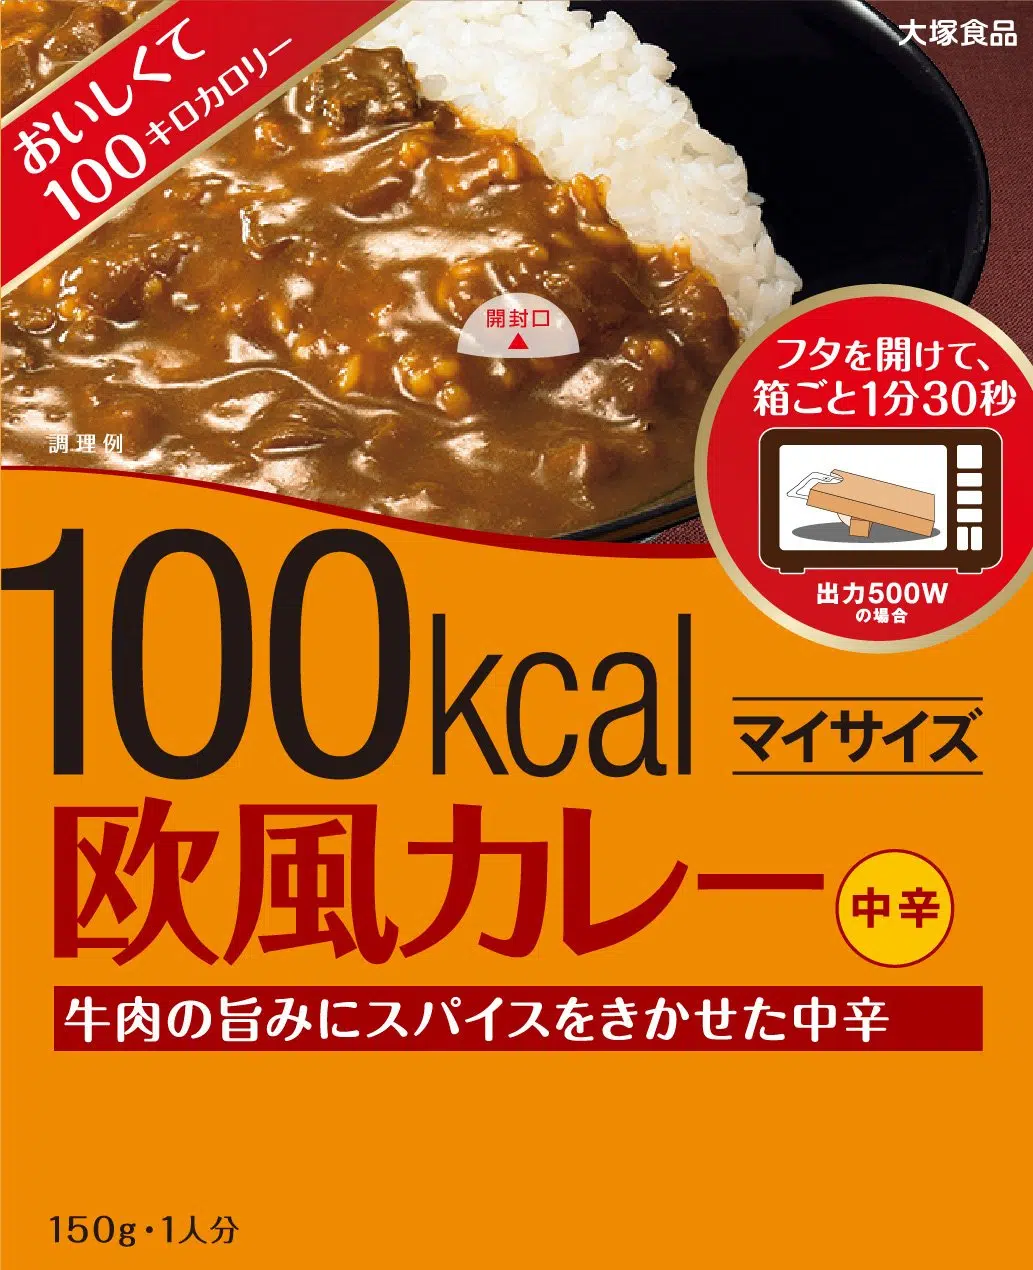 大塚食品
おいしくて
100キロカロリー
開封口
フタを開けて、
箱ごと1分30秒
調理例
出力500W
の場合
100kcal
マイサイズ
欧風カレー
中辛
牛肉の旨みにスパイスをきかせた中辛
150g・1人分